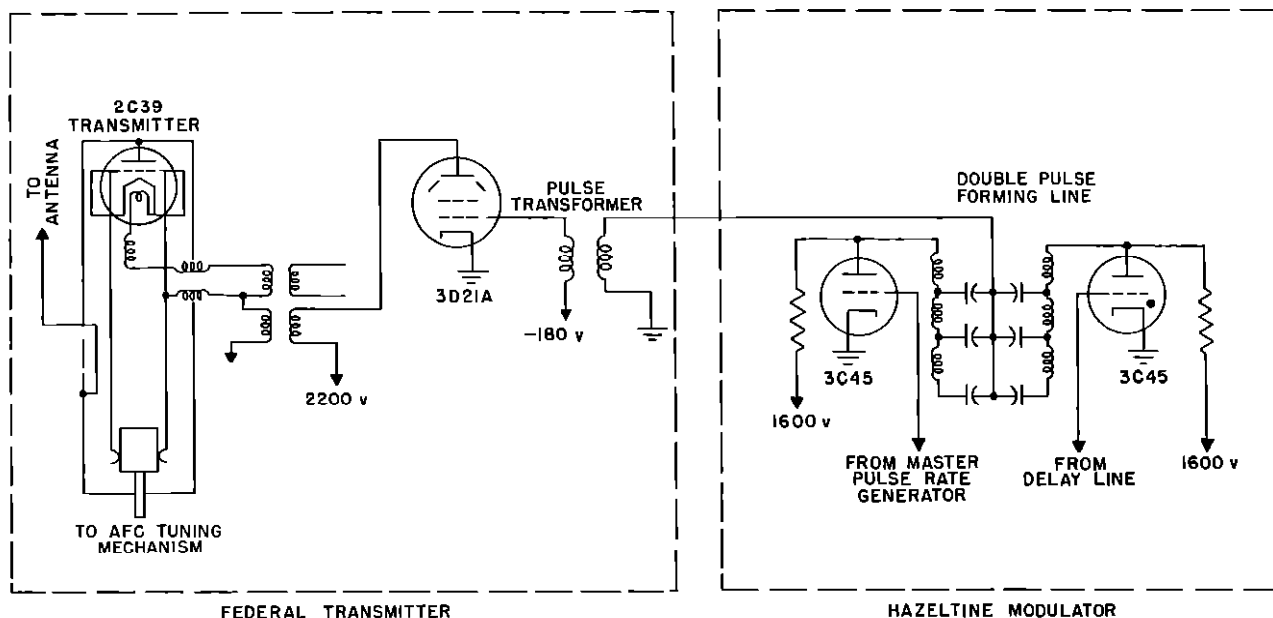 2C39
TRANSMITTER
TO
ANTENNA
TO AFC TUNING
MECHANISM
2200 v
3D21A
PULSE
TRANSFORMER
-180 v
FEDERAL TRANSMITTER
DOUBLE PULSE
FORMING LINE
3C45
1600 v
FROM MASTER
PULSE RATE
GENERATOR
FROM
DELAY LINE
3C45
1600 v
HAZELTINE MODULATOR